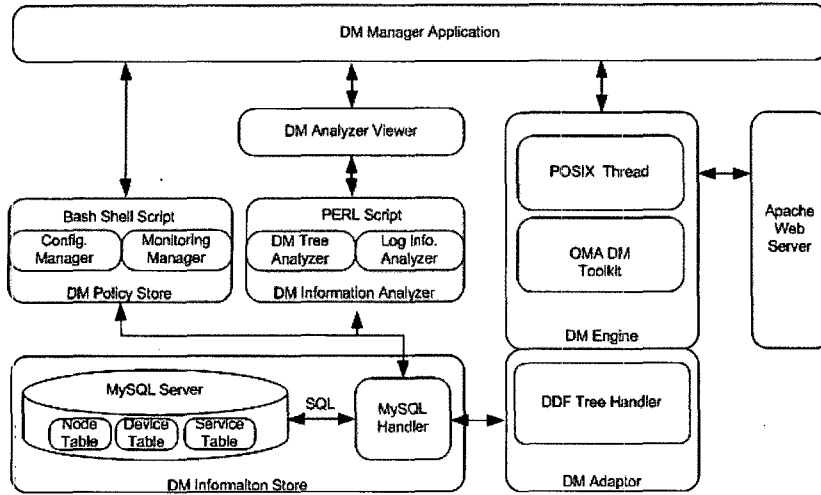 DM Manager Application
DM Analyzer Viewer
POSIX Thread
Apache
Web
Server
Bash Shell Script
Config.
Manager
Monitoring
Manager
DM Policy Store
PERL Script
DM Tree
Analyzer
Log Info.
Analyzer
DM Information Analyzer
OMA DM
Toolkit
DM Engine
MySQL Server
Node
Table
Device
Table
Service
Table
SQL
MySQL
Handler
DM Informaiton Store
DDF Tree Handler
DM Adaptor